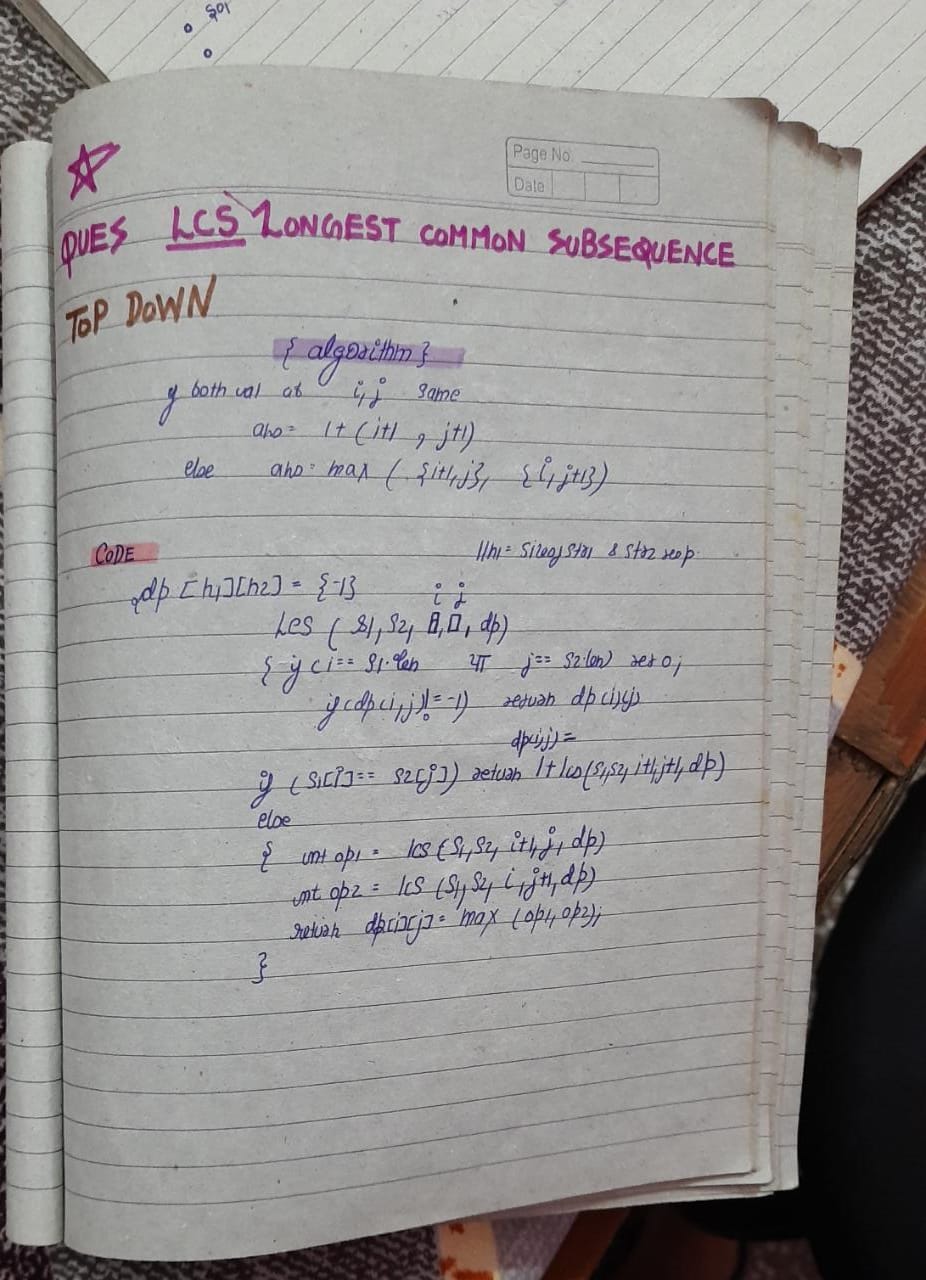 Page No.
Date
QUES LCS LONGEST COMMON SUBSEQUENCE
TOP DOWN
{ algorithm }
if both val at i,j same
ans = 1+ (i+1 , j+1)
else ans = max ( {i+1,j}, {i,j+1})
CODE //n1= size of str1 & str2 resp.
dp [n1][n2] = {-1}
i j
lcs ( S1, S2, 0,0, dp)
{ if (i== S1.len j== S2.len) ret 0;
if(dp(i,j)!=-1) return dp(i)(j)
dp(i,j)=
if (S1[i]== S2[j]) return 1+lcs(S1,S2,i+1,j+1,dp)
else
{ int op1 = lcs(S1,S2, i+1,j, dp)
int op2 = lcs (S1,S2, i,j+1,dp)
return dp[i][j]= max (op1,op2);
}